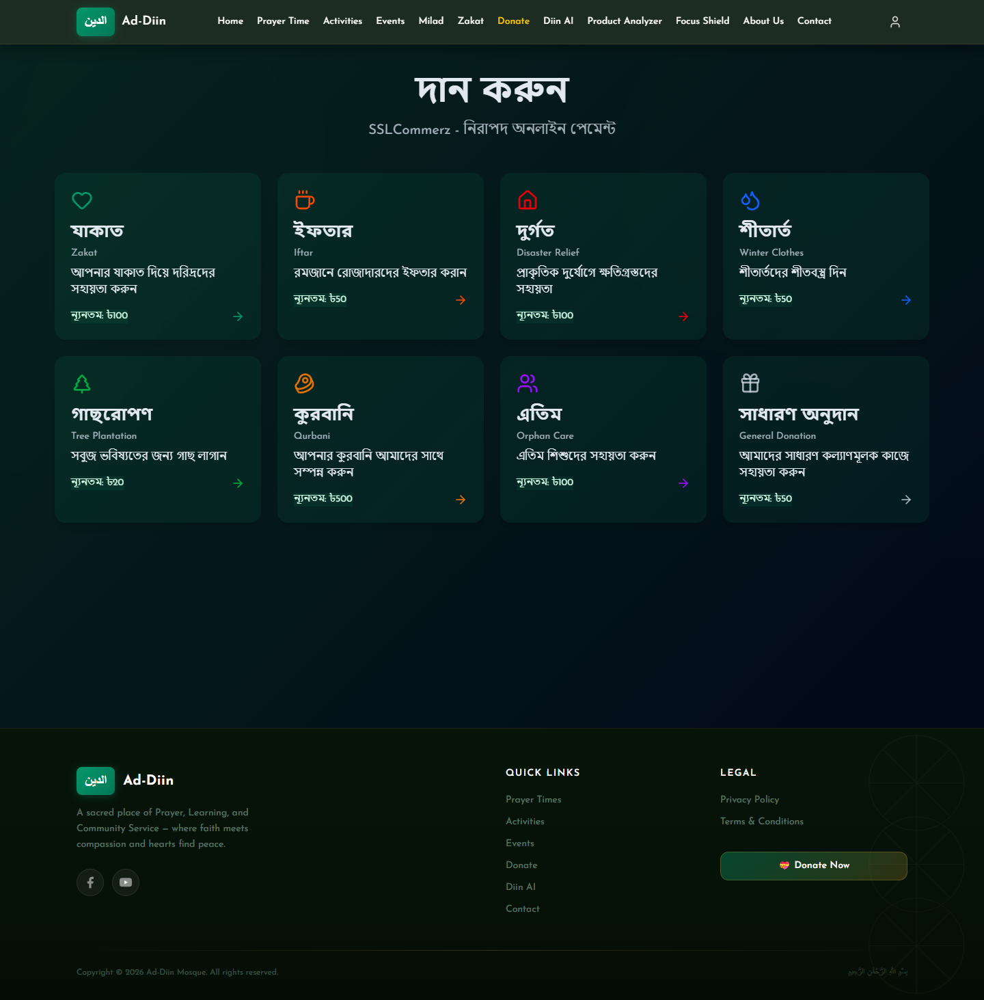 الدين Ad-Diin Home Prayer Time Activities Events Milad Zakat Donate Diin AI Product Analyzer Focus Shield About Us Contact
দান করুন
SSLCommerz - নিরাপদ অনলাইন পেমেন্ট
যাকাত
Zakat
আপনার যাকাত দিয়ে দরিদ্রদের
সহায়তা করুন
ন্যূনতম: ৳100
ইফতার
Iftar
রমজানে রোজাদারদের ইফতার করান
ন্যূনতম: ৳50
দুর্গত
Disaster Relief
প্রাকৃতিক দুর্যোগে ক্ষতিগ্রস্তদের
সহায়তা
ন্যূনতম: ৳100
শীতার্ত
Winter Clothes
শীতার্তদের শীতবস্ত্র দিন
ন্যূনতম: ৳50
গাছরোপণ
Tree Plantation
সবুজ ভবিষ্যতের জন্য গাছ লাগান
ন্যূনতম: ৳20
কুরবানি
Qurbani
আপনার কুরবানি আমাদের সাথে
সম্পন্ন করুন
ন্যূনতম: ৳500
এতিম
Orphan Care
এতিম শিশুদের সহায়তা করুন
ন্যূনতম: ৳100
সাধারণ অনুদান
General Donation
আমাদের সাধারণ কল্যাণমূলক কাজে
সহায়তা করুন
ন্যূনতম: ৳50
الدين Ad-Diin
A sacred place of Prayer, Learning, and
Community Service — where faith meets
compassion and hearts find peace.
QUICK LINKS
Prayer Times
Activities
Events
Donate
Diin AI
Contact
LEGAL
Privacy Policy
Terms & Conditions
💝 Donate Now
Copyright © 2026 Ad-Diin Mosque. All rights reserved.
بِسْمِ اللهِ الرَّحْمٰنِ الرَّحِيْمِ